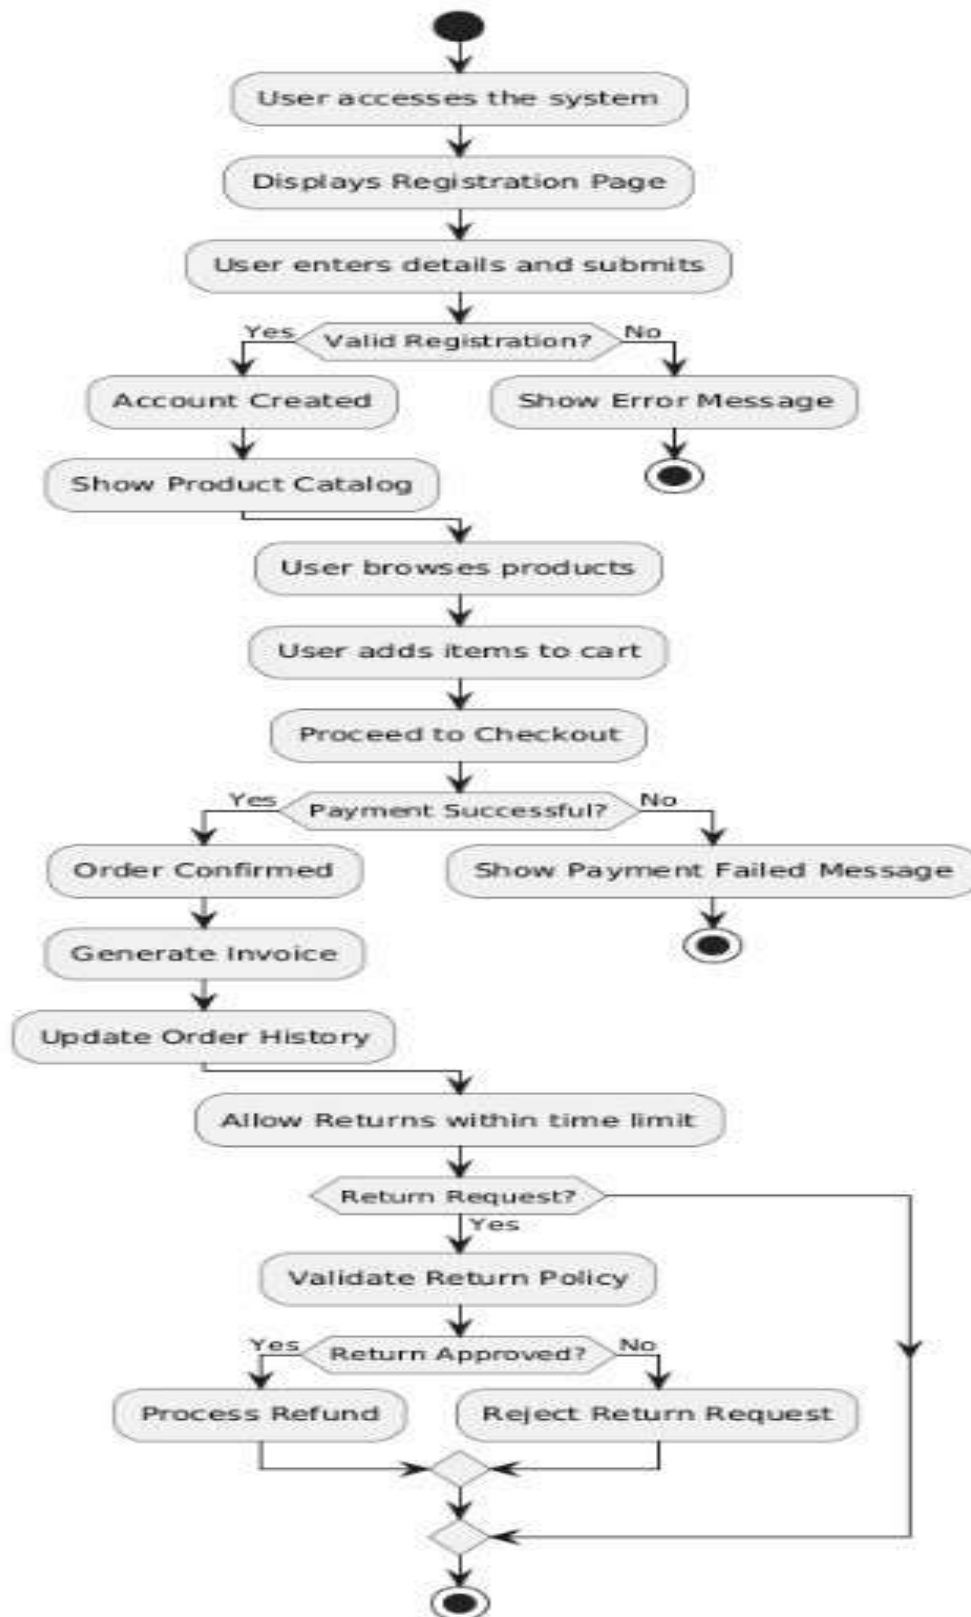 User accesses the system
Displays Registration Page
User enters details and submits
Yes
Valid Registration?
No
Account Created
Show Error Message
Show Product Catalog
User browses products
User adds items to cart
Proceed to Checkout
Yes
Payment Successful?
No
Order Confirmed
Show Payment Failed Message
Generate Invoice
Update Order History
Allow Returns within time limit
Return Request?
Yes
Validate Return Policy
Yes
Return Approved?
No
Process Refund
Reject Return Request